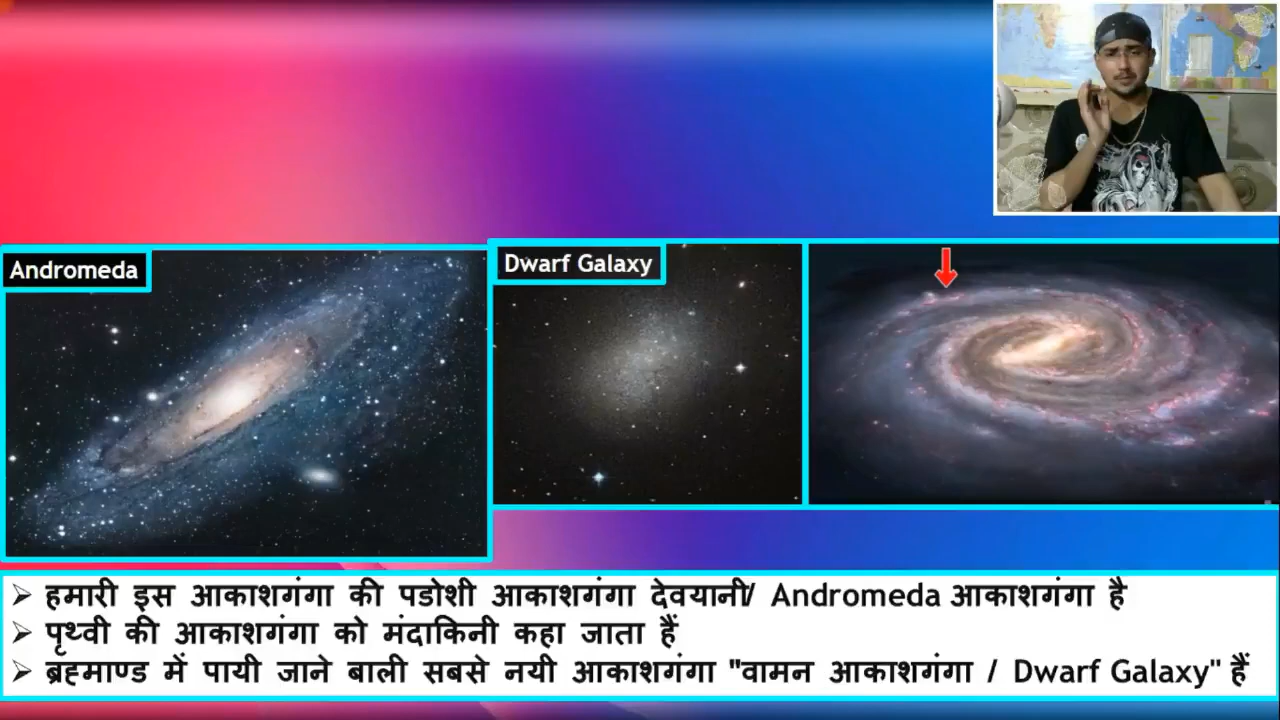 Andromeda
Dwarf Galaxy
हमारी इस आकाशगंगा की पडोशी आकाशगंगा देवयानी/ Andromeda आकाशगंगा है
पृथ्वी की आकाशगंगा को मंदाकिनी कहा जाता हैं
ब्रह्माण्ड में पायी जाने बाली सबसे नयी आकाशगंगा "वामन आकाशगंगा / Dwarf Galaxy" हैं